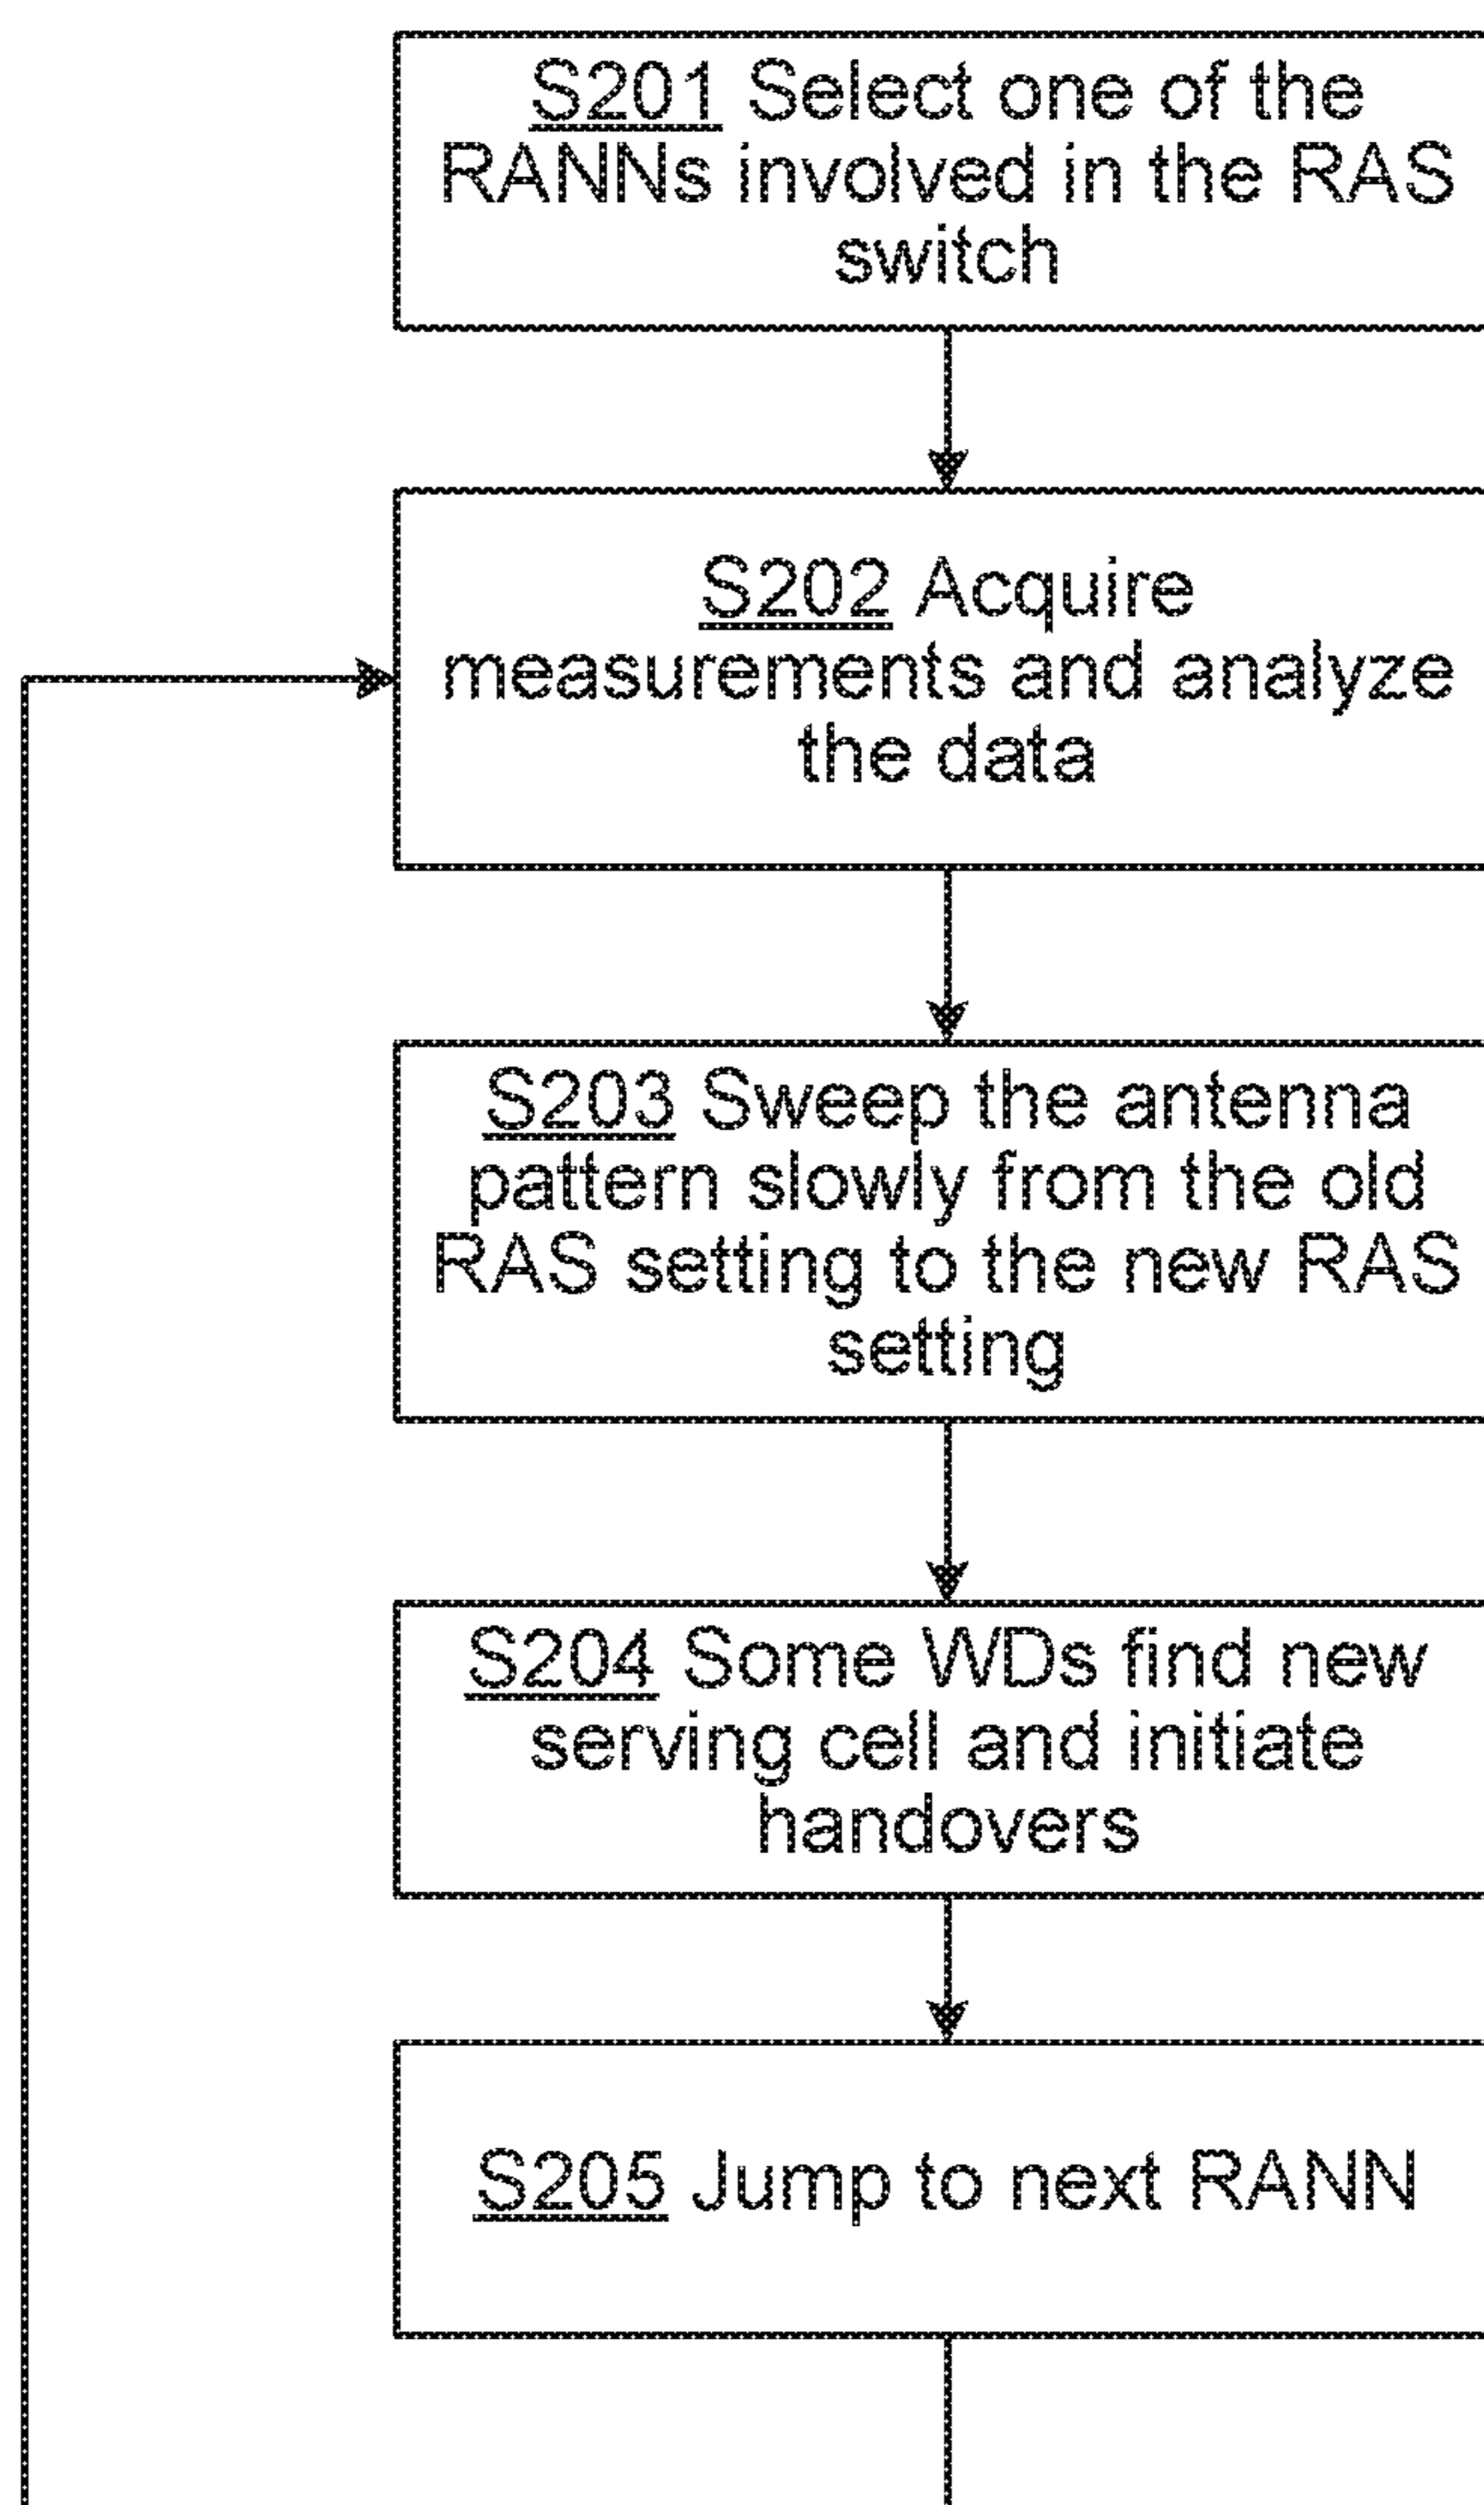 S201 Select one of the
RANNs involved in the RAS
switch
S202 Acquire
measurements and analyze
the data
S203 Sweep the antenna
pattern slowly from the old
RAS setting to the new RAS
setting
S204 Some WDs find new
serving cell and initiate
handovers
S205 Jump to next RANN